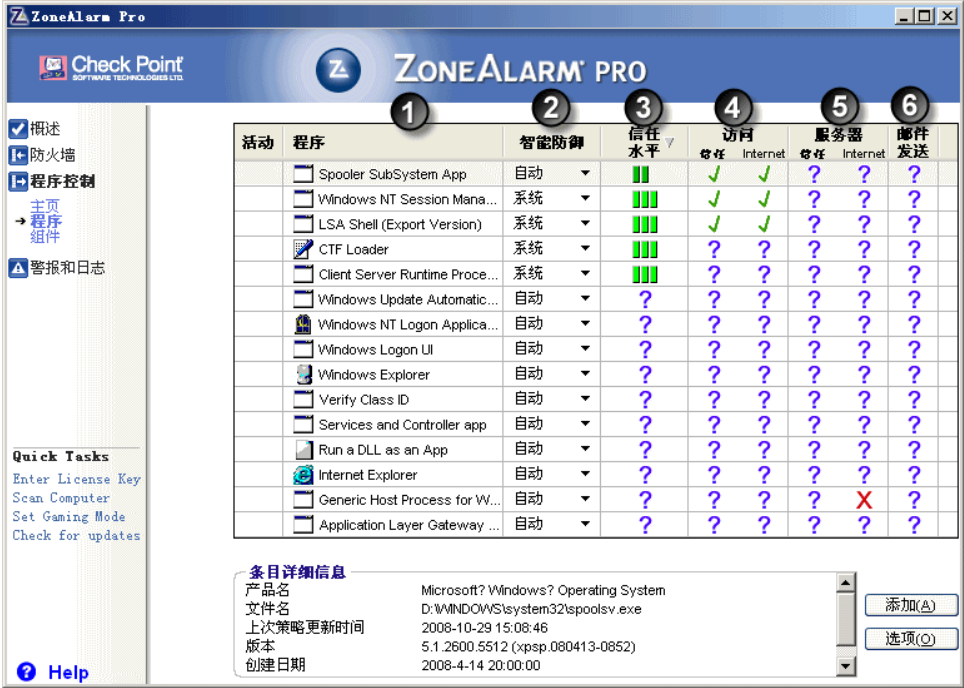 ZoneAlarm Pro
Check Point
SOFTWARE TECHNOLOGIES LTD.
Z
ZONEALARM PRO
1
2
3
4
5
6
概述
防火墙
程序控制
主页
程序
组件
警报和日志
活动 程序 智能防御 信任水平 访问 服务器 邮件发送
信任 Internet 信任 Internet
Spooler SubSystem App 自动 ? ? ?
Windows NT Session Mana... 系统 ? ? ?
LSA Shell (Export Version) 系统 ? ? ?
CTF Loader 系统 ? ? ? ? ?
Client Server Runtime Proce... 系统 ? ? ? ? ?
Windows Update Automatic... 自动 ? ? ? ? ? ?
Windows NT Logon Applica... 自动 ? ? ? ? ? ?
Windows Logon UI 自动 ? ? ? ? ? ?
Windows Explorer 自动 ? ? ? ? ? ?
Verify Class ID 自动 ? ? ? ? ? ?
Services and Controller app 自动 ? ? ? ? ? ?
Run a DLL as an App 自动 ? ? ? ? ? ?
Internet Explorer 自动 ? ? ? ? ? ?
Generic Host Process for W... 自动 ? ? ? ? X ?
Application Layer Gateway ... 自动 ? ? ? ? ? ?
Quick Tasks
Enter License Key
Scan Computer
Set Gaming Mode
Check for updates
条目详细信息
产品名 Microsoft? Windows? Operating System
文件名 D:\WINDOWS\system32\spoolsv.exe
上次策略更新时间 2008-10-29 15:08:46
版本 5.1.2600.5512 (xpsp.080413-0852)
创建日期 2008-4-14 20:00:00
添加(A)
选项(O)
? Help